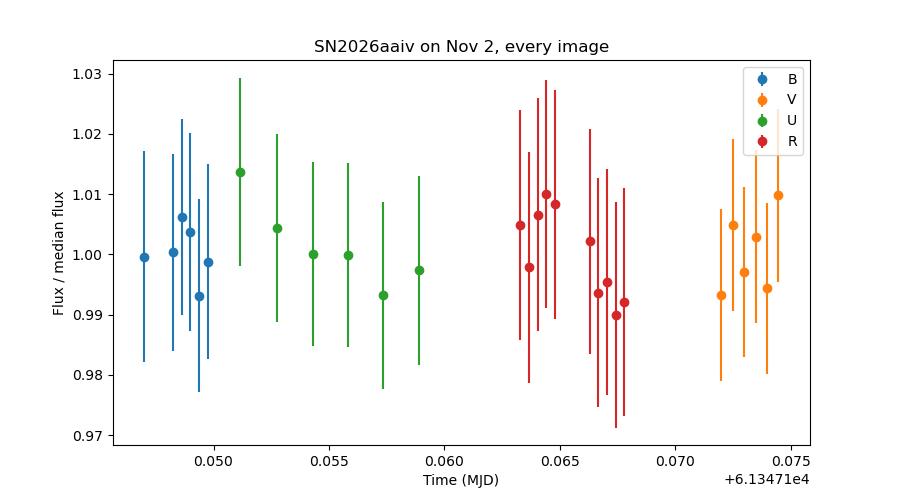 SN2026aaiv on Nov 2, every image
Flux / median flux
1.03
1.02
1.01
1.00
0.99
0.98
0.97
B
V
U
R
0.050
0.055
0.060
0.065
0.070
0.075
Time (MJD)
+6.13471e4